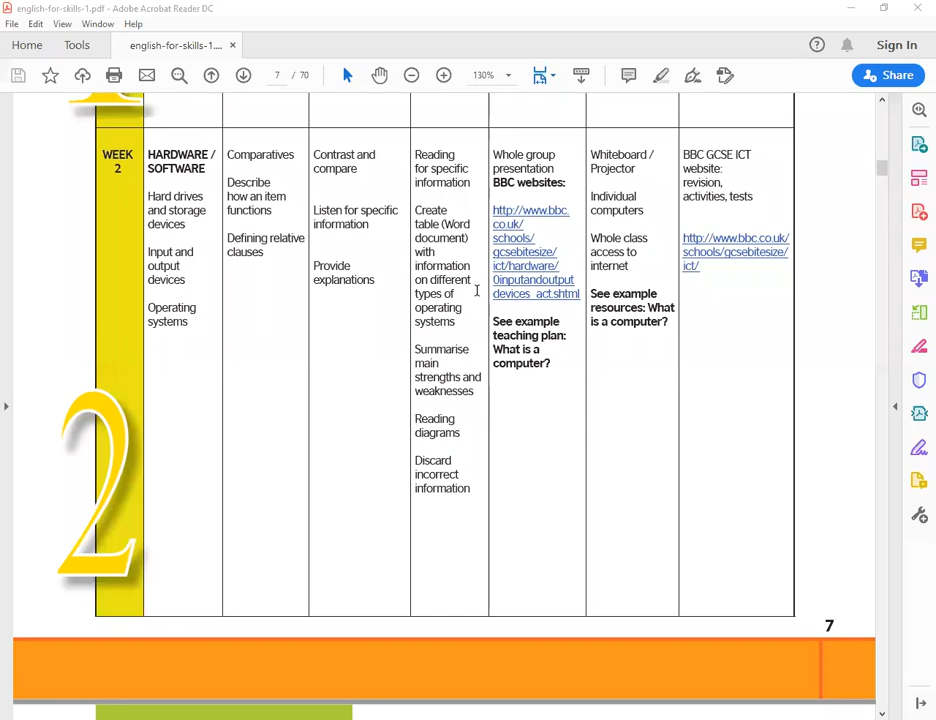 english-for-skills-1.pdf - Adobe Acrobat Reader DC
File Edit View Window Help
Home Tools english-for-skills-1.... × Sign In
7 / 70 130% Share
WEEK
2
HARDWARE /
SOFTWARE
Hard drives
and storage
devices
Input and
output
devices
Operating
systems
Comparatives
Describe
how an item
functions
Defining relative
clauses
Contrast and
compare
Listen for specific
information
Provide
explanations
Reading
for specific
information
Create
table (Word
document)
with
information
on different
types of
operating
systems
Summarise
main
strengths and
weaknesses
Reading
diagrams
Discard
incorrect
information
Whole group
presentation
BBC websites:
http://www.bbc.
co.uk/
schools/
gcsebitesize/
ict/hardware/
0inputandoutput
devices_act.shtml
See example
teaching plan:
What is a
computer?
Whiteboard /
Projector
Individual
computers
Whole class
access to
internet
See example
resources: What
is a computer?
BBC GCSE ICT
website:
revision,
activities, tests
http://www.bbc.co.uk/
schools/gcsebitesize/
ict/
2
7